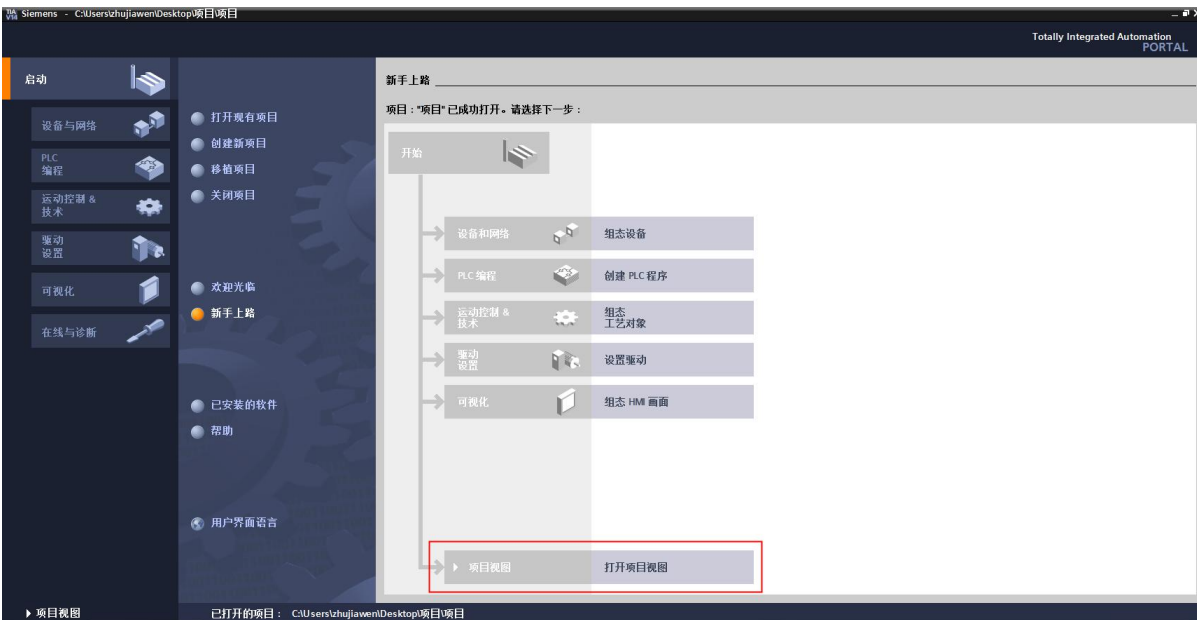 TIA
V14
Siemens - C:\Users\zhujiawen\Desktop\项目\项目
Totally Integrated Automation
PORTAL
启动
设备与网络
PLC
编程
运动控制 &
技术
驱动
设置
可视化
在线与诊断
打开现有项目
创建新项目
移植项目
关闭项目
欢迎光临
新手上路
已安装的软件
帮助
用户界面语言
新手上路
项目："项目" 已成功打开。请选择下一步：
开始
设备和网络
组态设备
PLC 编程
创建 PLC 程序
运动控制 &
技术
组态
工艺对象
驱动
设置
设置驱动
可视化
组态 HMI 画面
项目视图
打开项目视图
项目视图
已打开的项目： C:\Users\zhujiawen\Desktop\项目\项目